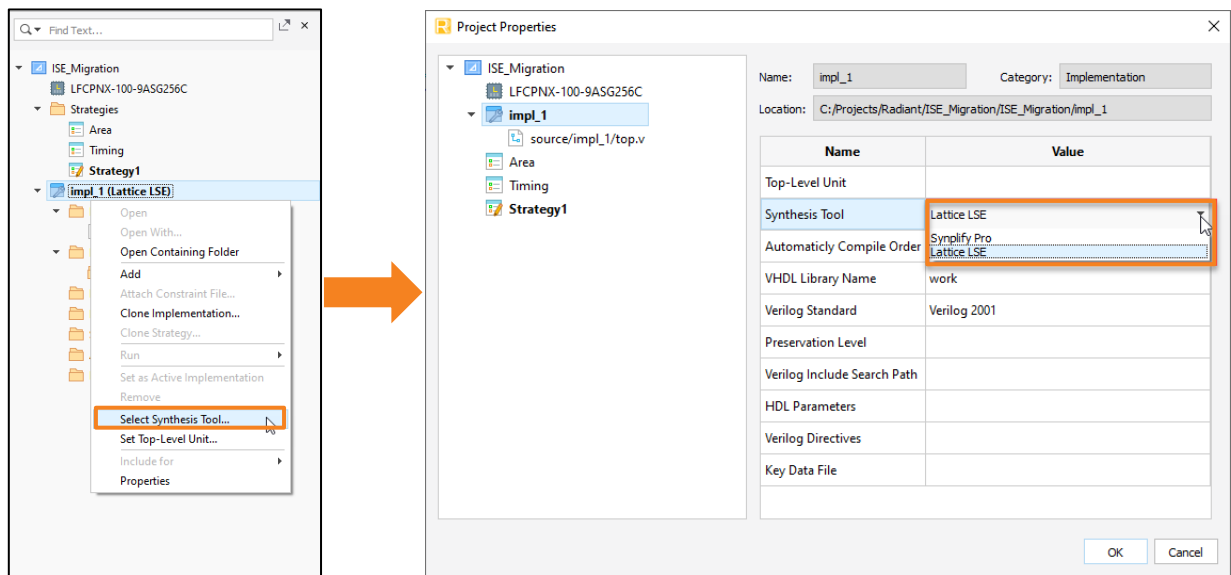 Find Text...
ISE_Migration
LFCPNX-100-9ASG256C
Strategies
Area
Timing
Strategy1
impl_1 (Lattice LSE)
Open
Open With...
Open Containing Folder
Add
Attach Constraint File...
Clone Implementation...
Clone Strategy...
Run
Set as Active Implementation
Remove
Select Synthesis Tool...
Set Top-Level Unit...
Include for
Properties
Project Properties
ISE_Migration
LFCPNX-100-9ASG256C
impl_1
source/impl_1/top.v
Area
Timing
Strategy1
Name: impl_1 Category: Implementation
Location: C:/Projects/Radiant/ISE_Migration/ISE_Migration/impl_1
Name Value
Top-Level Unit
Synthesis Tool Lattice LSE
Synplify Pro
Lattice LSE
Automaticly Compile Order
VHDL Library Name work
Verilog Standard Verilog 2001
Preservation Level
Verilog Include Search Path
HDL Parameters
Verilog Directives
Key Data File
OK Cancel